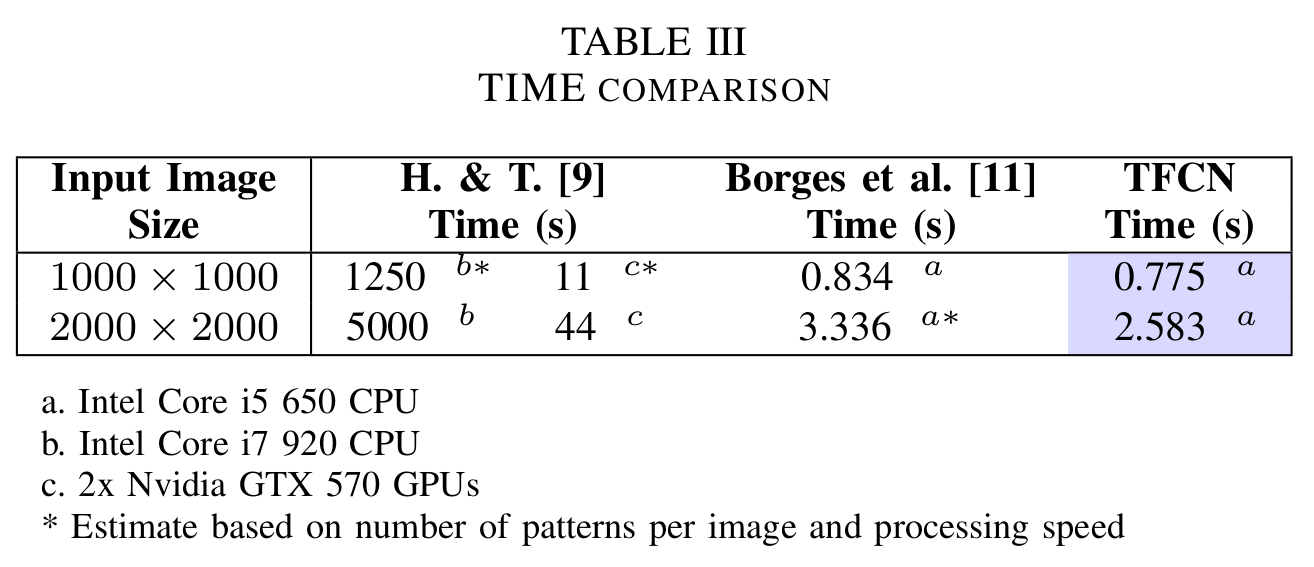 TABLE III
TIME COMPARISON
Input Image H. & T. [9] Borges et al. [11] TFCN
Size Time (s) Time (s) Time (s)
1000 × 1000 1250 b* 11 c* 0.834 a 0.775 a
2000 × 2000 5000 b 44 c 3.336 a* 2.583 a
a. Intel Core i5 650 CPU
b. Intel Core i7 920 CPU
c. 2x Nvidia GTX 570 GPUs
* Estimate based on number of patterns per image and processing speed